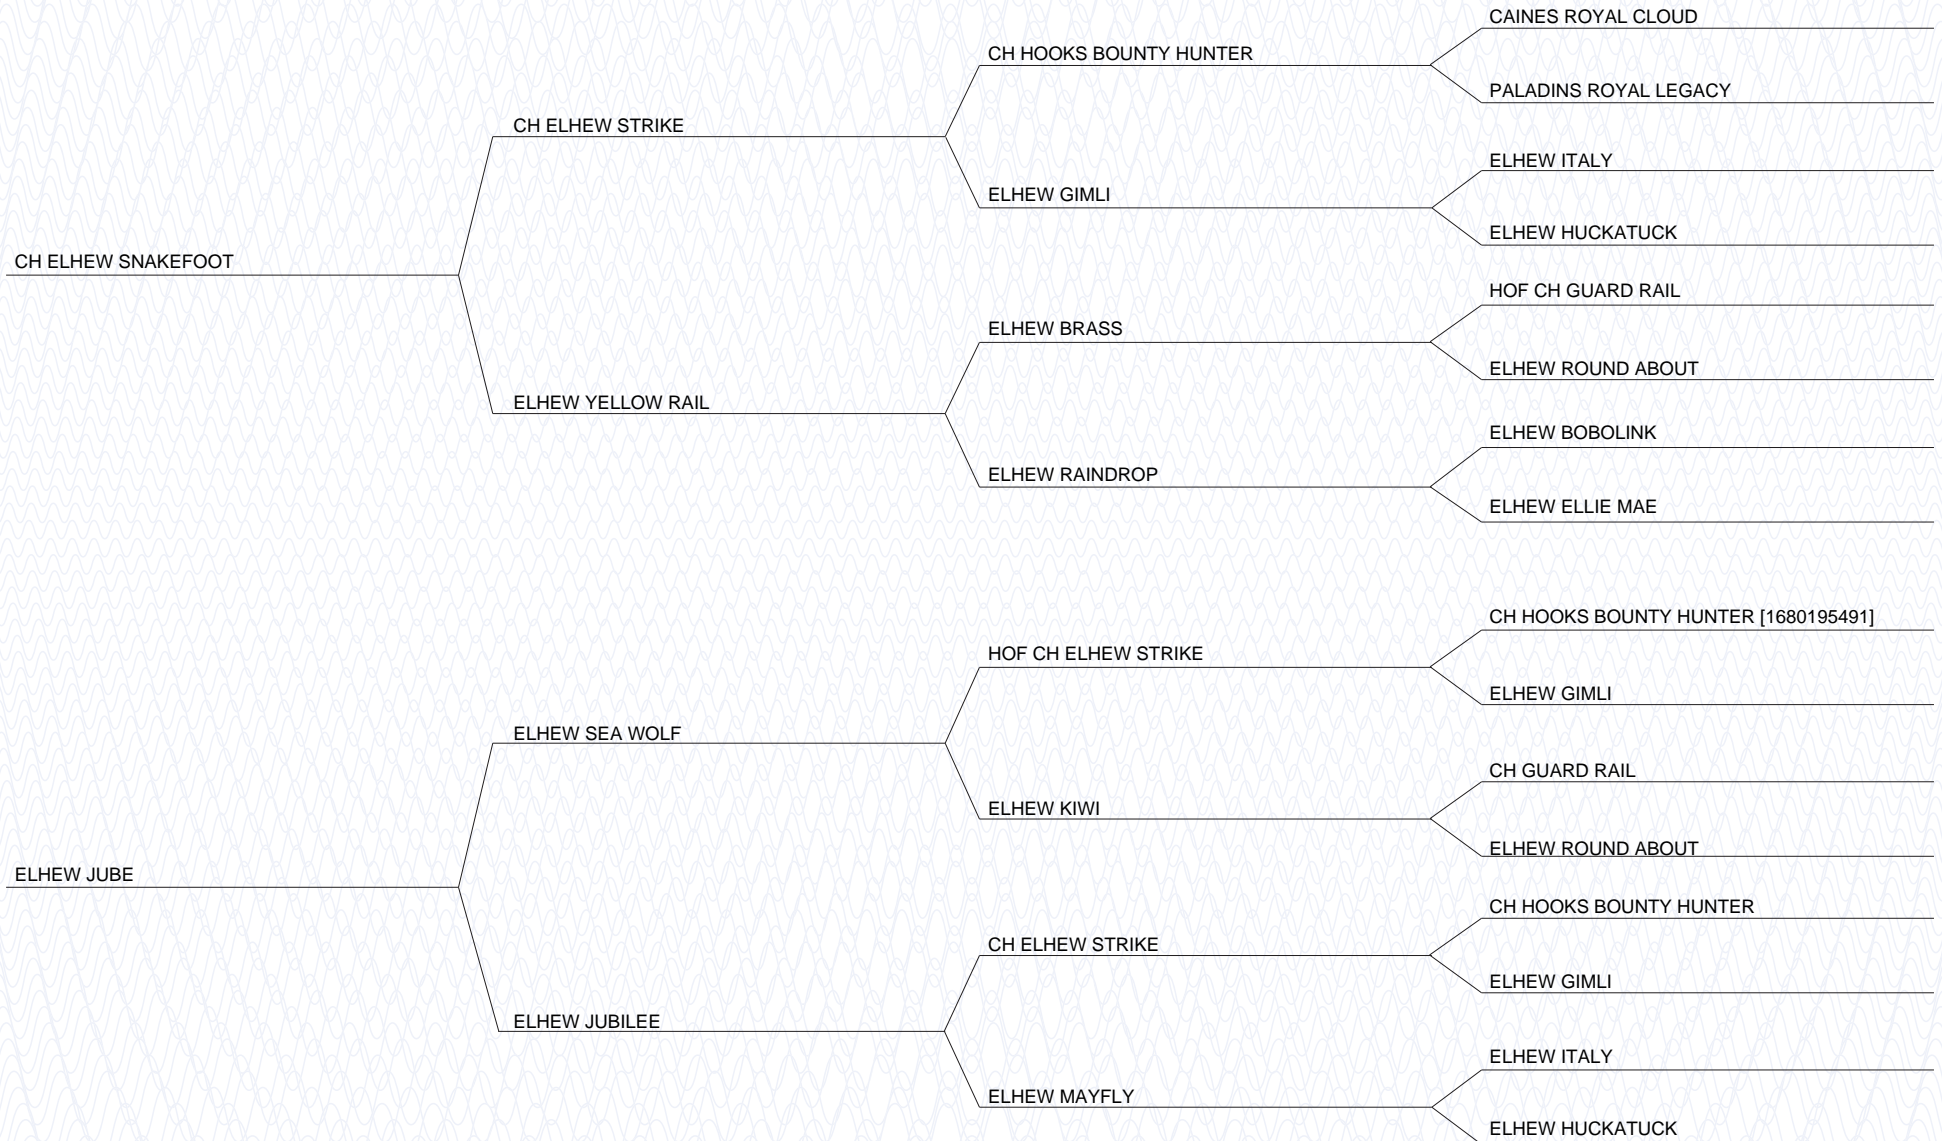 CAINES ROYAL CLOUD
CH HOOKS BOUNTY HUNTER
PALADINS ROYAL LEGACY
CH ELHEW STRIKE
ELHEW ITALY
ELHEW GIMLI
ELHEW HUCKATUCK
CH ELHEW SNAKEFOOT
HOF CH GUARD RAIL
ELHEW BRASS
ELHEW ROUND ABOUT
ELHEW YELLOW RAIL
ELHEW BOBOLINK
ELHEW RAINDROP
ELHEW ELLIE MAE
CH HOOKS BOUNTY HUNTER [1680195491]
HOF CH ELHEW STRIKE
ELHEW GIMLI
ELHEW SEA WOLF
CH GUARD RAIL
ELHEW KIWI
ELHEW ROUND ABOUT
ELHEW JUBE
CH HOOKS BOUNTY HUNTER
CH ELHEW STRIKE
ELHEW GIMLI
ELHEW JUBILEE
ELHEW ITALY
ELHEW MAYFLY
ELHEW HUCKATUCK